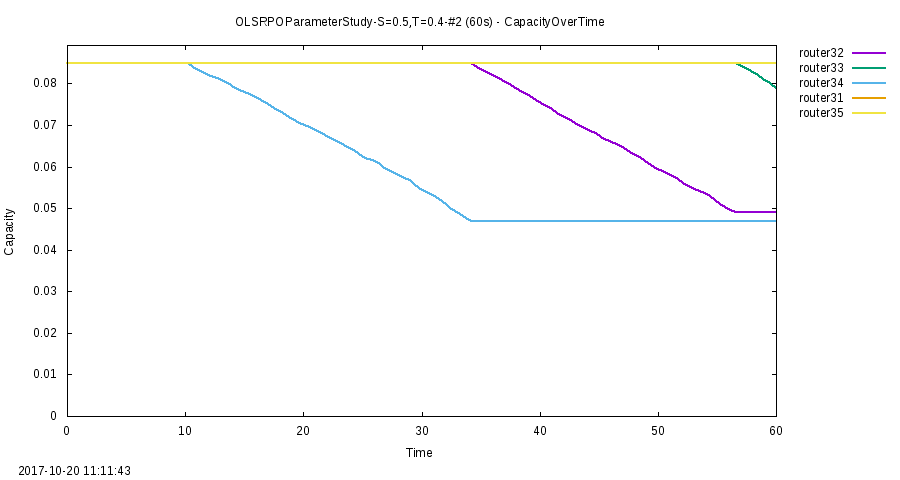 OLSRPOParameterStudy-S=0.5,T=0.4-#2 (60s) - CapacityOverTime
router32
router33
router34
router31
router35
0.08
0.07
0.06
0.05
0.04
0.03
0.02
0.01
0
Capacity
0 10 20 30 40 50 60
Time
2017-10-20 11:11:43